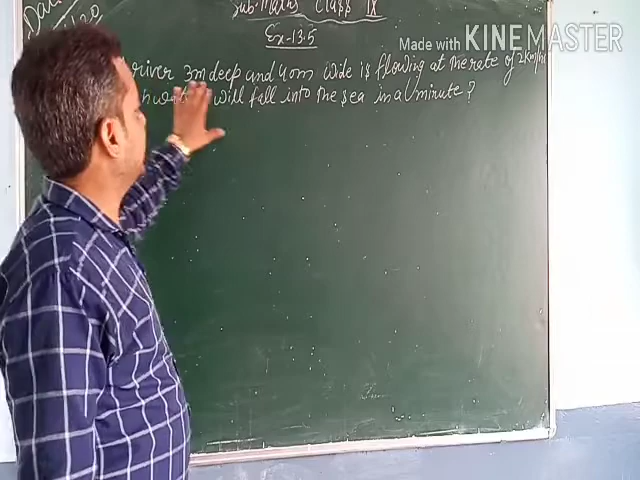 Sub-Maths Class IX
Ex-13.5
river 3m deep and 40m wide is flowing at the rate of 2Km/h
will fall into the sea in a minute?
Made with KINEMASTER